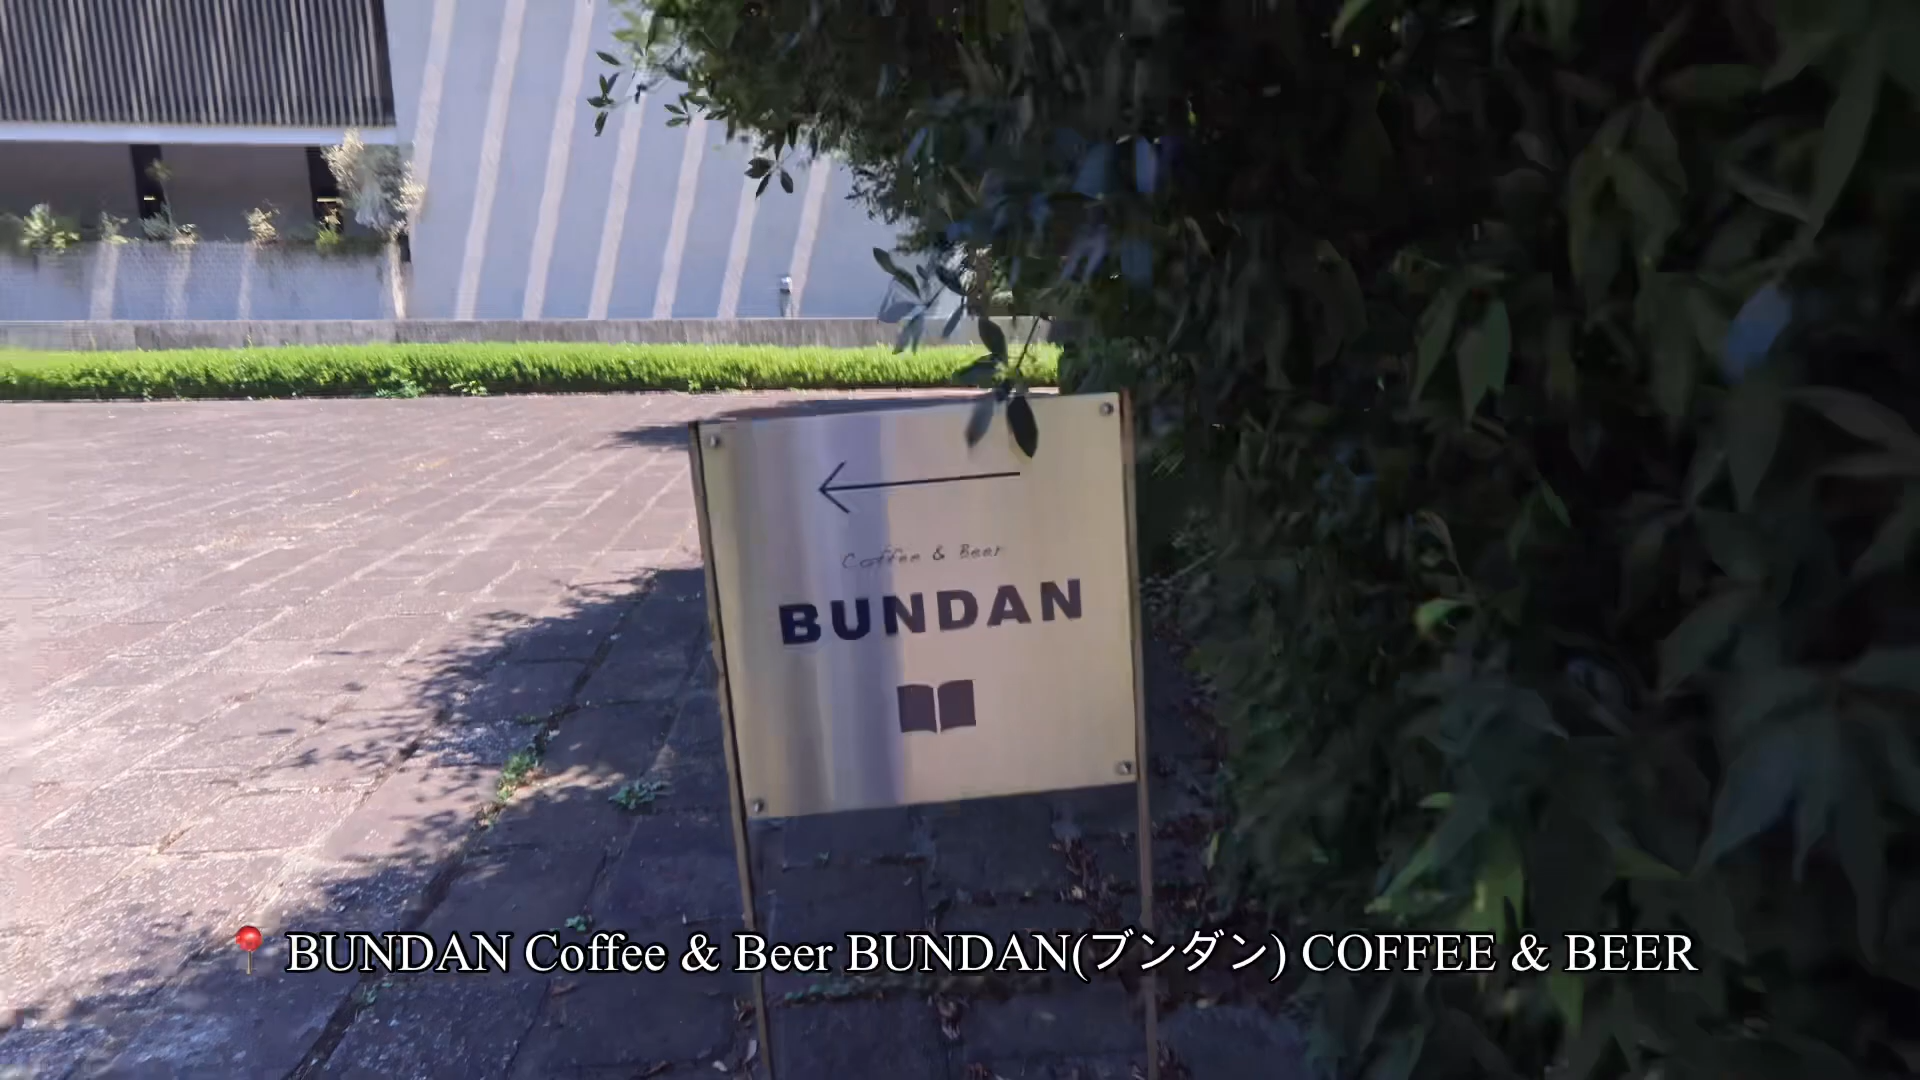 Coffee & Beer
BUNDAN
📍 BUNDAN Coffee & Beer BUNDAN(ブンダン) COFFEE & BEER